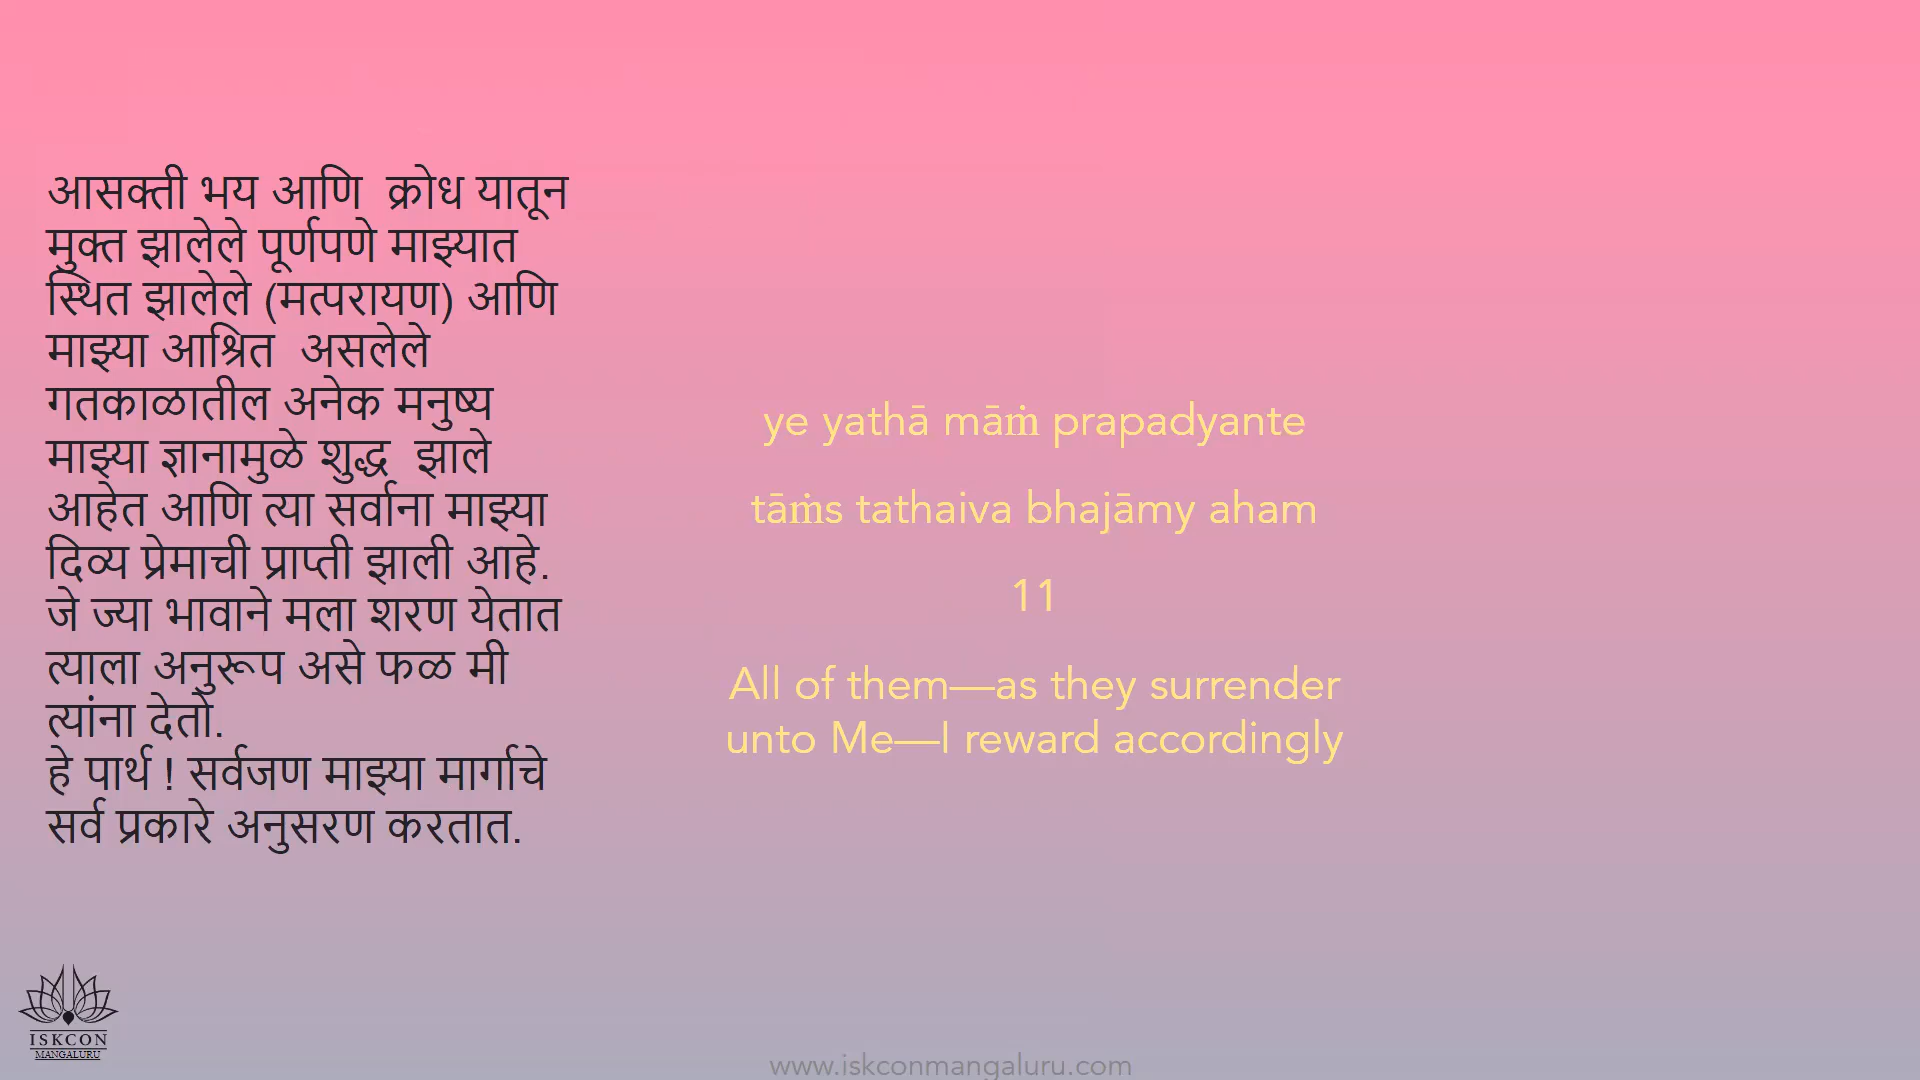 आसक्ती भय आणि क्रोध यातून
मुक्त झालेले पूर्णपणे माझ्यात
स्थित झालेले (मत्परायण) आणि
माझ्या आश्रित असलेले
गतकाळातील अनेक मनुष्य
माझ्या ज्ञानामुळे शुद्ध झाले
आहेत आणि त्या सर्वाना माझ्या
दिव्य प्रेमाची प्राप्ती झाली आहे.
जे ज्या भावाने मला शरण येतात
त्याला अनुरूप असे फळ मी
त्यांना देतो.
हे पार्थ ! सर्वजण माझ्या मार्गाचे
सर्व प्रकारे अनुसरण करतात.
ye yathā māṁ prapadyante
tāṁs tathaiva bhajāmy aham
11
All of them—as they surrender
unto Me—I reward accordingly
ISKCON
MANGALURU
www.iskconmangaluru.com